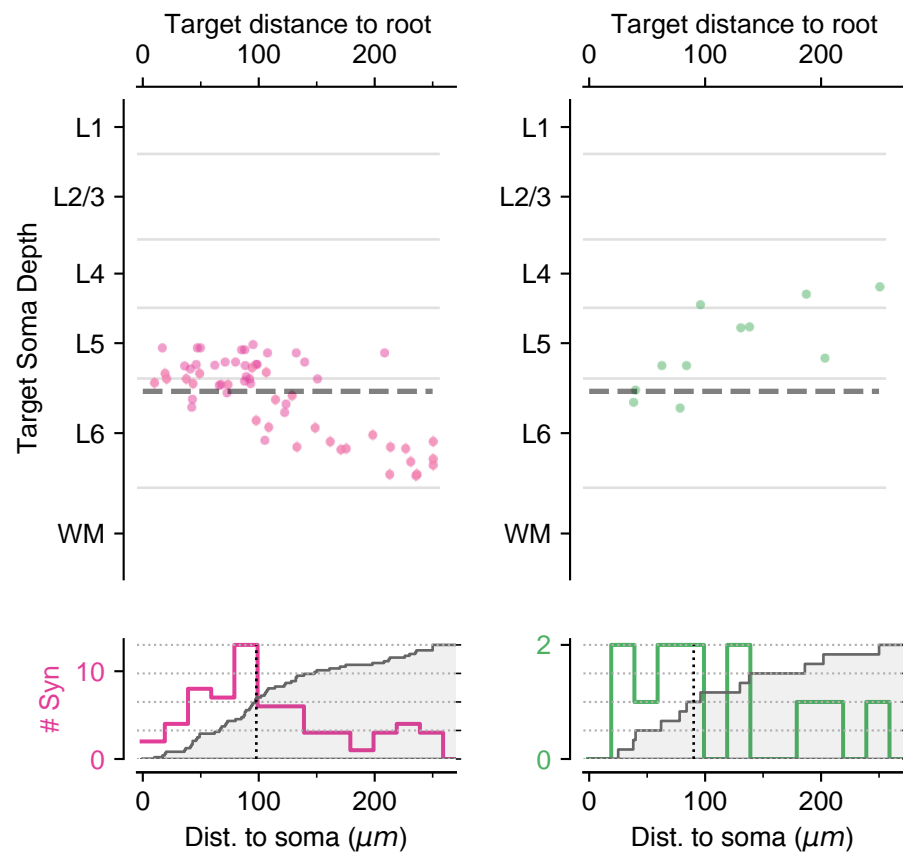 Target distance to root
Target distance to root
0 100 200
0 100 200
L1
L2/3
L4
L5
L6
WM
Target Soma Depth
L1
L2/3
L4
L5
L6
WM
# Syn
10
0
2
0
0 100 200
0 100 200
Dist. to soma (μm)
Dist. to soma (μm)